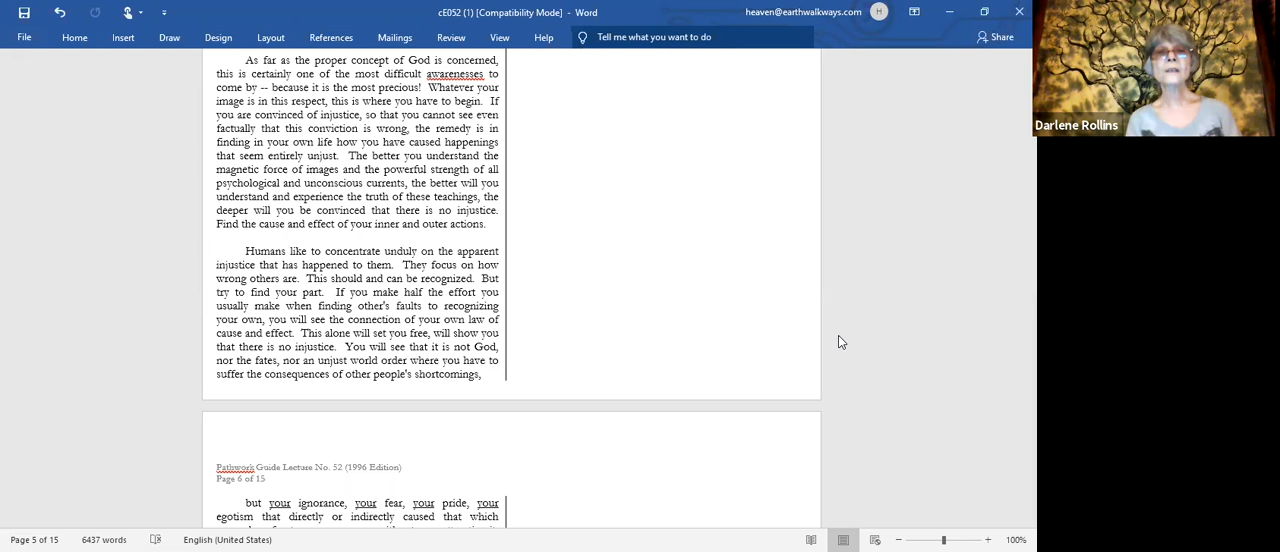 cE052 (1) [Compatibility Mode] - Word
heaven@earthwalkways.com
H
File Home Insert Draw Design Layout References Mailings Review View Help Tell me what you want to do Share
As far as the proper concept of God is concerned,
this is certainly one of the most difficult awarenesses to
come by -- because it is the most precious! Whatever your
image is in this respect, this is where you have to begin. If
you are convinced of injustice, so that you cannot see even
factually that this conviction is wrong, the remedy is in
finding in your own life how you have caused happenings
that seem entirely unjust. The better you understand the
magnetic force of images and the powerful strength of all
psychological and unconscious currents, the better will you
understand and experience the truth of these teachings, the
deeper will you be convinced that there is no injustice.
Find the cause and effect of your inner and outer actions.
Humans like to concentrate unduly on the apparent
injustice that has happened to them. They focus on how
wrong others are. This should and can be recognized. But
try to find your part. If you make half the effort you
usually make when finding other's faults to recognizing
your own, you will see the connection of your own law of
cause and effect. This alone will set you free, will show you
that there is no injustice. You will see that it is not God,
nor the fates, nor an unjust world order where you have to
suffer the consequences of other people's shortcomings,
Pathwork Guide Lecture No. 52 (1996 Edition)
Page 6 of 15
but your ignorance, your fear, your pride, your
egotism that directly or indirectly caused that which
Page 5 of 15 6437 words English (United States) 100%
Darlene Rollins